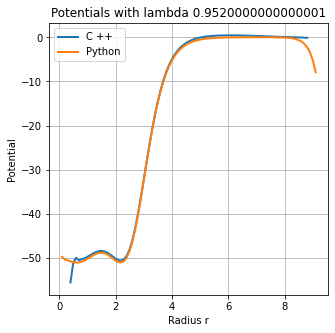 Potentials with lambda 0.9520000000000001
C ++
Python
0
−10
−20
−30
−40
−50
Potential
0 2 4 6 8
Radius r